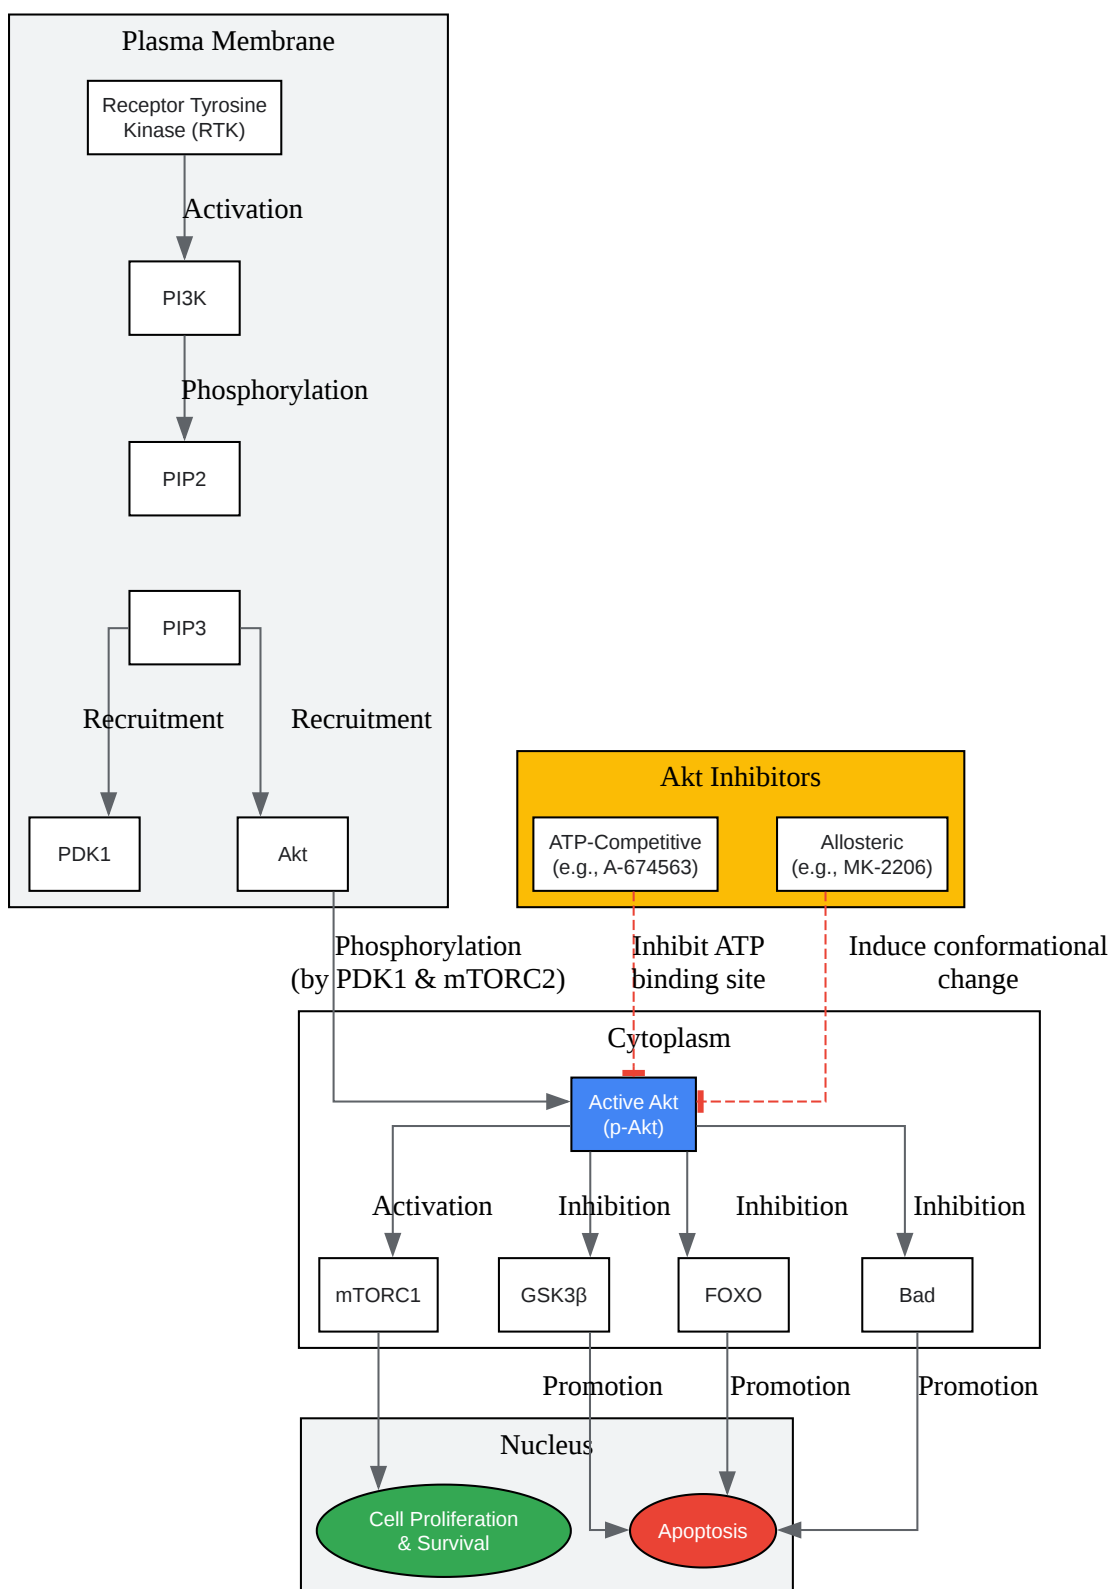 Plasma Membrane
Receptor Tyrosine
Kinase (RTK)
Activation
PI3K
Phosphorylation
PIP2
PIP3
Recruitment
Recruitment
PDK1
Akt
Akt Inhibitors
ATP-Competitive
(e.g., A-674563)
Allosteric
(e.g., MK-2206)
Phosphorylation
(by PDK1 & mTORC2)
Inhibit ATP
binding site
Induce conformational
change
Cytoplasm
Active Akt
(p-Akt)
Activation
Inhibition
Inhibition
Inhibition
mTORC1
GSK3β
FOXO
Bad
Promotion
Promotion
Promotion
Nucleus
Cell Proliferation
& Survival
Apoptosis